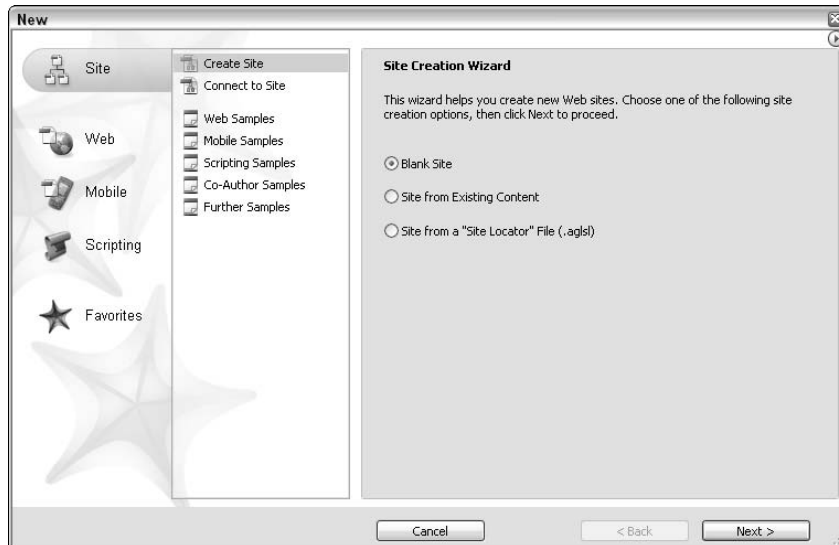 New
Site
Web
Mobile
Scripting
Favorites
Create Site
Connect to Site
Web Samples
Mobile Samples
Scripting Samples
Co-Author Samples
Further Samples
Site Creation Wizard
This wizard helps you create new Web sites. Choose one of the following site
creation options, then click Next to proceed.
Blank Site
Site from Existing Content
Site from a "Site Locator" File (.aglsl)
Cancel
< Back
Next >